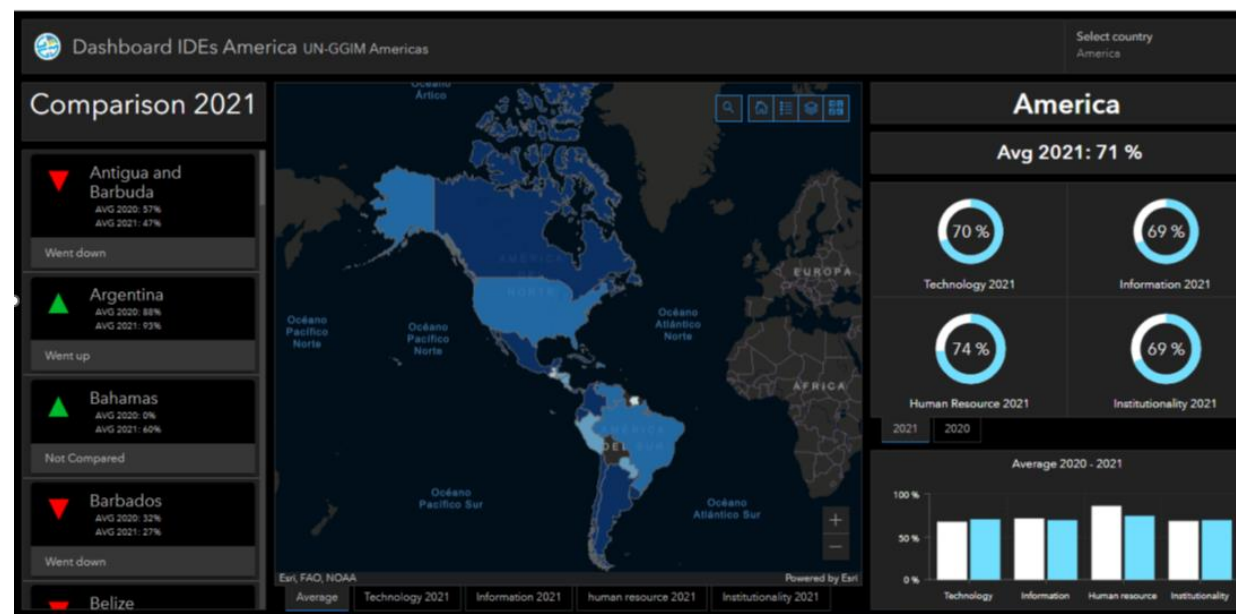 Dashboard IDEs America UN-GGIM Americas
Select country
America
Comparison 2021
Antigua and
Barbuda
AVG 2020: 57%
AVG 2021: 47%
Went down
Argentina
AVG 2020: 88%
AVG 2021: 93%
Went up
Bahamas
AVG 2020: 0%
AVG 2021: 60%
Not Compared
Barbados
AVG 2020: 32%
AVG 2021: 27%
Went down
Belize
Océano
Ártico
AMÉRICA
DEL
NORTE
EUROPA
Océano
Pacífico
Norte
Océano
Pacífico
Norte
Océano
Atlántico
Norte
ÁFRICA
AMÉRICA
DEL SUR
Océano
Pacífico Sur
Océano
Atlántico Sur
+
−
Esri, FAO, NOAA
Powered by Esri
Average
Technology 2021
Information 2021
human resource 2021
Institutionality 2021
America
Avg 2021: 71 %
70 %
Technology 2021
69 %
Information 2021
74 %
Human Resource 2021
69 %
Institutionality 2021
2021
2020
Average 2020 - 2021
100 %
50 %
0 %
Technology
Information
Human resource
Institutionality